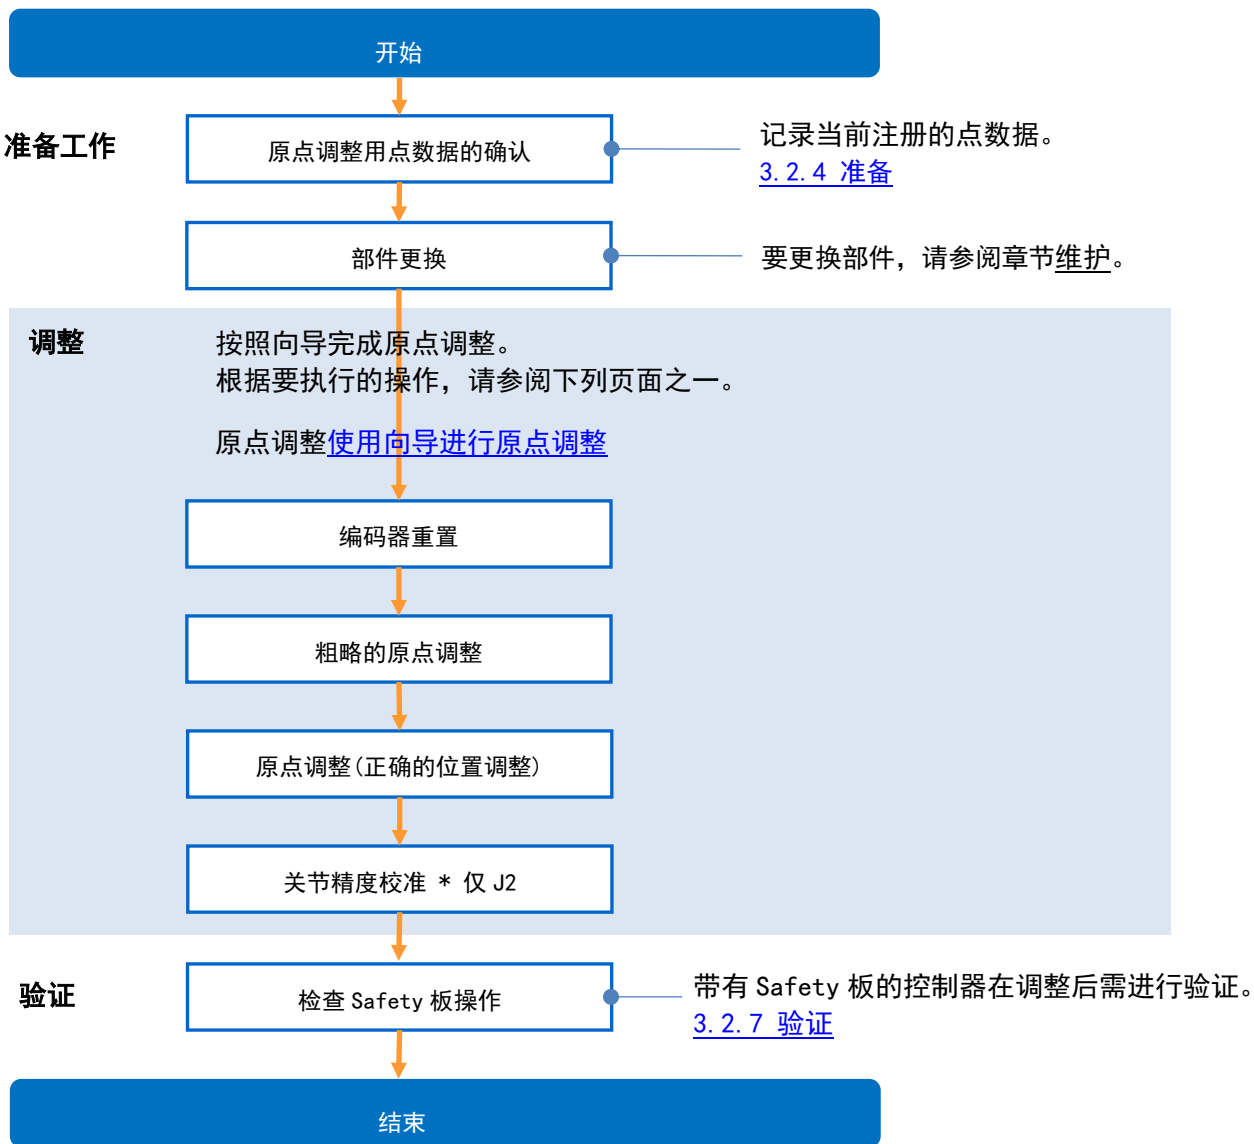 开始
准备工作
原点调整用点数据的确认
记录当前注册的点数据。
3.2.4 准备
部件更换
要更换部件，请参阅章节维护。
调整
按照向导完成原点调整。
根据要执行的操作，请参阅下列页面之一。
原点调整使用向导进行原点调整
编码器重置
粗略的原点调整
原点调整(正确的位置调整)
关节精度校准 * 仅 J2
验证
检查 Safety 板操作
带有 Safety 板的控制器在调整后需进行验证。
3.2.7 验证
结束